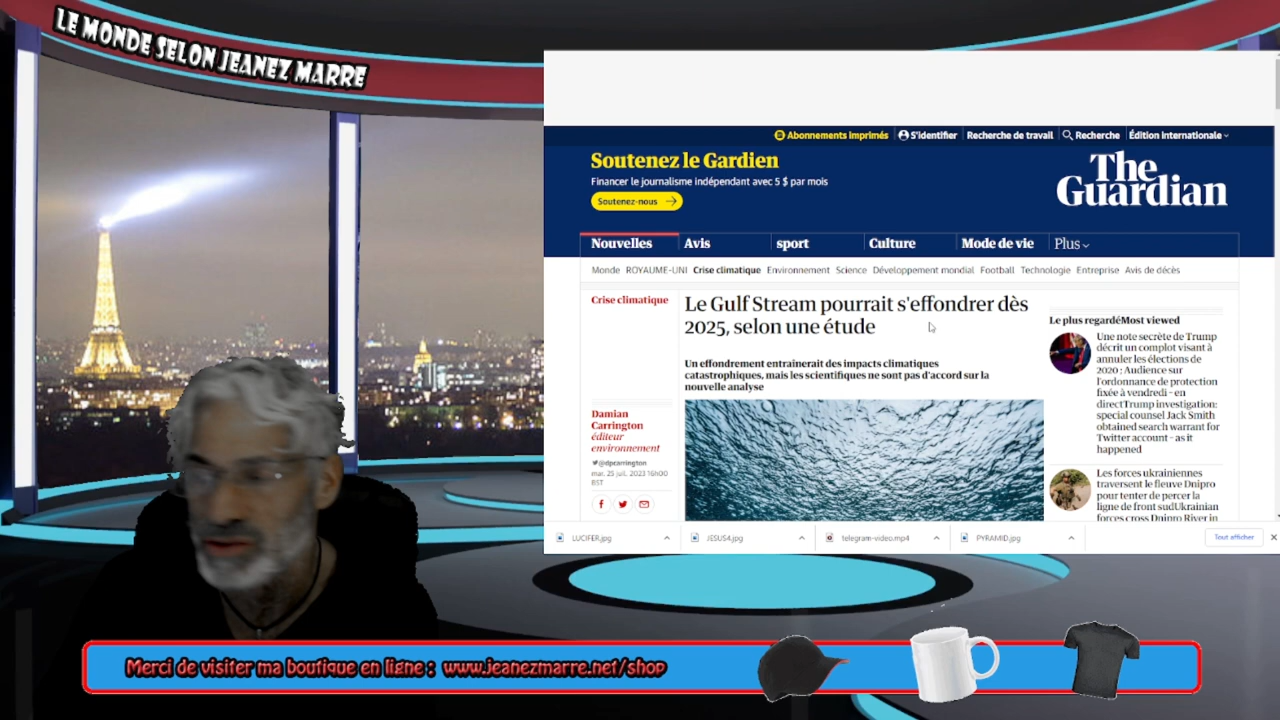 LE MONDE SELON JEANEZ MARRE
Abonnements imprimés
S'identifier
Recherche de travail
Recherche
Édition internationale
Soutenez le Gardien
Financer le journalisme indépendant avec 5 $ par mois
Soutenez-nous
The
Guardian
Nouvelles
Avis
sport
Culture
Mode de vie
Plus
Monde ROYAUME-UNI Crise climatique Environnement Science Développement mondial Football Technologie Entreprise Avis de décès
Crise climatique
Le Gulf Stream pourrait s'effondrer dès
2025, selon une étude
Un effondrement entraînerait des impacts climatiques
catastrophiques, mais les scientifiques ne sont pas d'accord sur la
nouvelle analyse
Damian
Carrington
éditeur
environnement
@dpcarrington
mar. 25 juil. 2023 16h00
BST
Le plus regardéMost viewed
Une note secrète de Trump
décrit un complot visant à
annuler les élections de
2020 ; Audience sur
l'ordonnance de protection
fixée à vendredi - en
directTrump investigation:
special counsel Jack Smith
obtained search warrant for
Twitter account - as it
happened
Les forces ukrainiennes
traversent le fleuve Dnipro
pour tenter de percer la
ligne de front sudUkrainian
forces cross Dnipro River in
LUCIFER.jpg
JESUS4.jpg
telegram-video.mp4
PYRAMID.jpg
Tout afficher
Merci de visiter ma boutique en ligne : www.jeanezmarre.net/shop